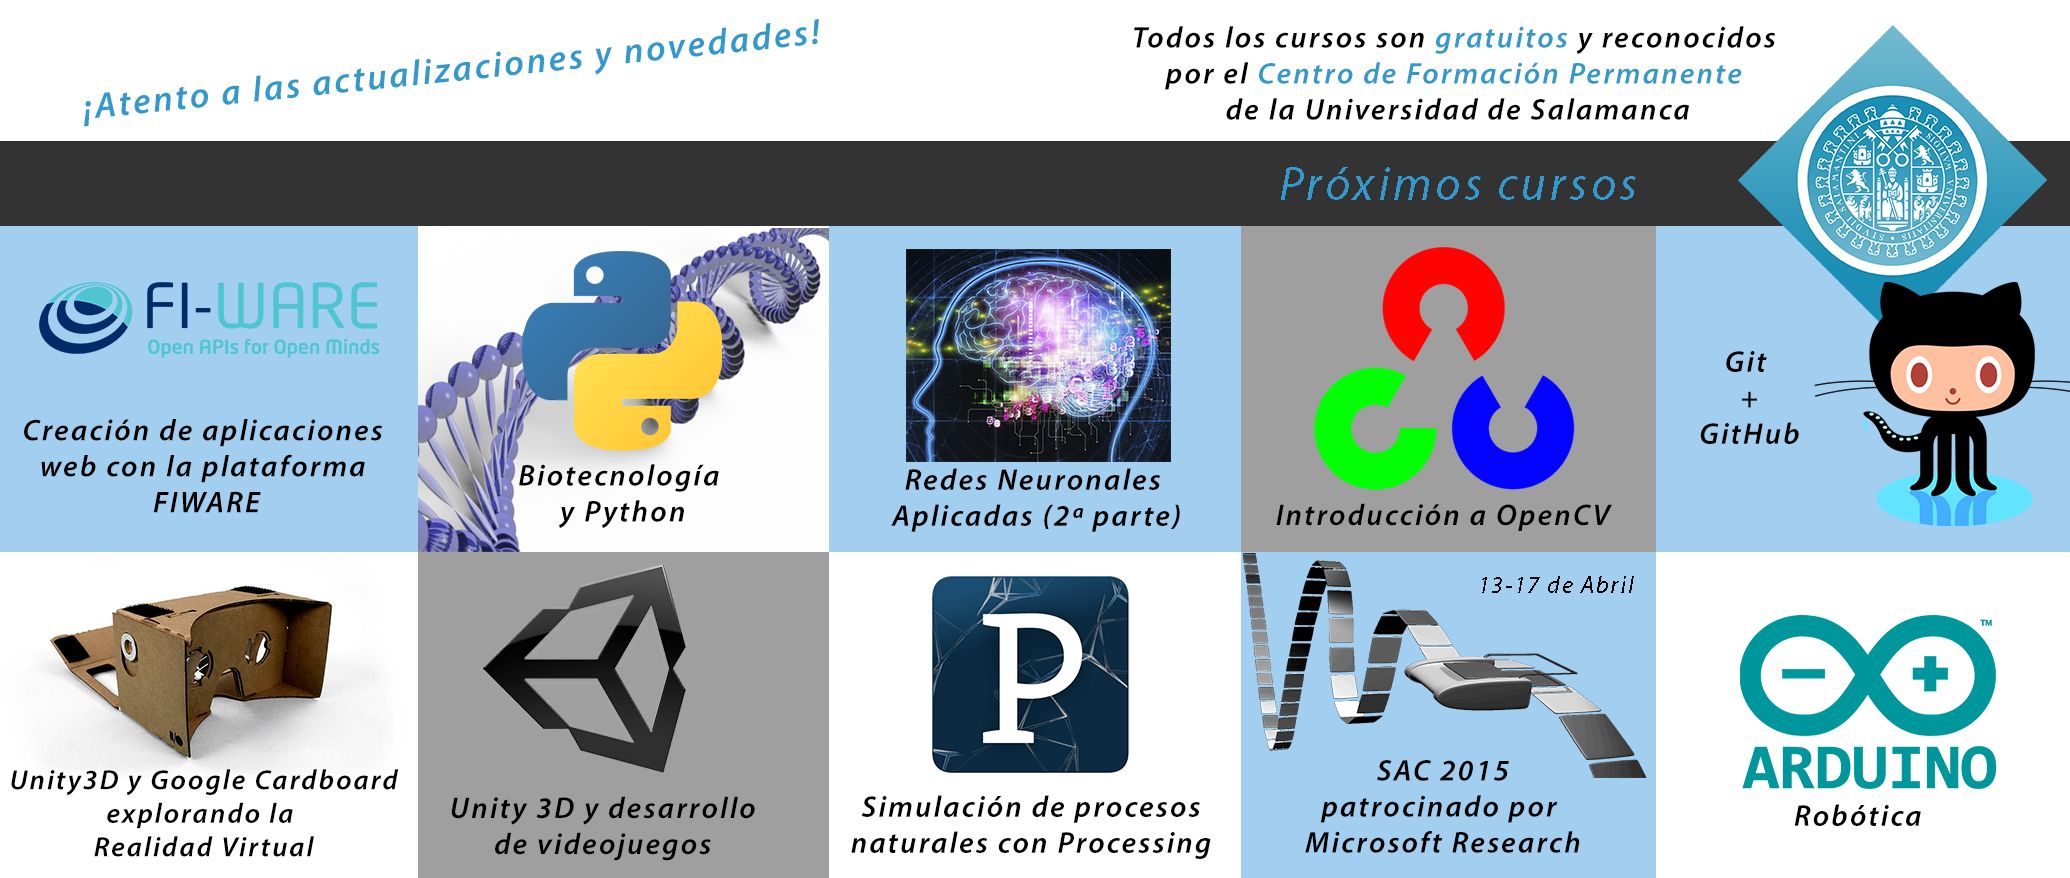 ¡Atento a las actualizaciones y novedades!
Todos los cursos son gratuitos y reconocidos
por el Centro de Formación Permanente
de la Universidad de Salamanca
Próximos cursos
FI-WARE
Open APIs for Open Minds
Creación de aplicaciones
web con la plataforma
FIWARE
Biotecnología
y Python
Redes Neuronales
Aplicadas (2ª parte)
Introducción a OpenCV
Git
+
GitHub
Unity3D y Google Cardboard
explorando la
Realidad Virtual
Unity 3D y desarrollo
de videojuegos
P
Simulación de procesos
naturales con Processing
13-17 de Abril
SAC 2015
patrocinado por
Microsoft Research
TM
ARDUINO
Robótica